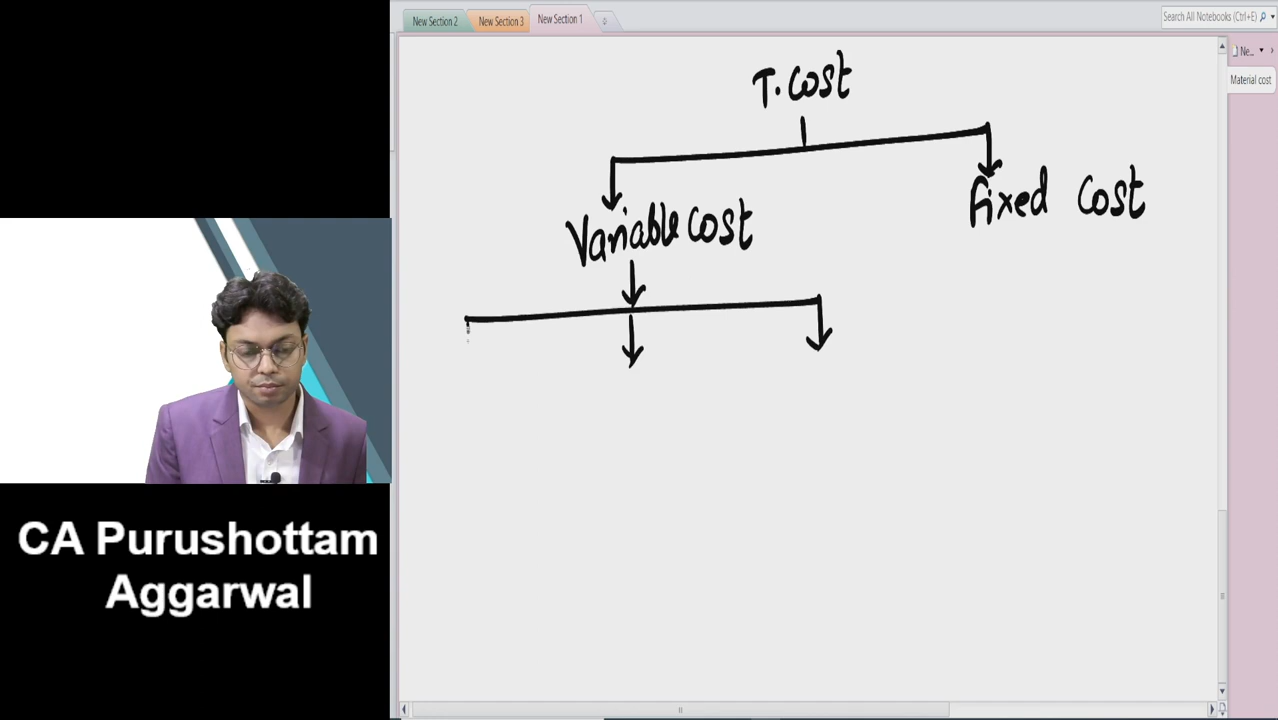 New Section 2
New Section 3
New Section 1
Search All Notebooks (Ctrl+E)
Ne...
Material cost
T. Cost
Variable Cost
Fixed Cost
CA Purushottam
Aggarwal